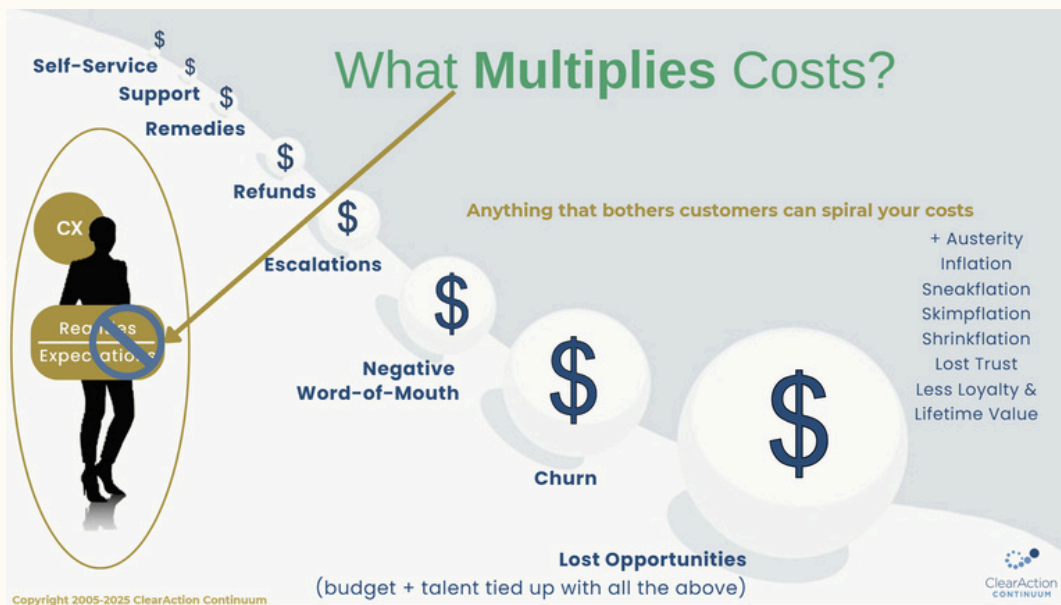 What Multiplies Costs?
$
Self-Service
$
Support
$
Remedies
$
Refunds
$
Escalations
$
Negative
Word-of-Mouth
$
Churn
$
Lost Opportunities
(budget + talent tied up with all the above)
CX
Realities
Expectations
Anything that bothers customers can spiral your costs
+ Austerity
Inflation
Sneakflation
Skimpflation
Shrinkflation
Lost Trust
Less Loyalty &
Lifetime Value
Copyright 2005-2025 ClearAction Continuum
ClearAction
CONTINUUM